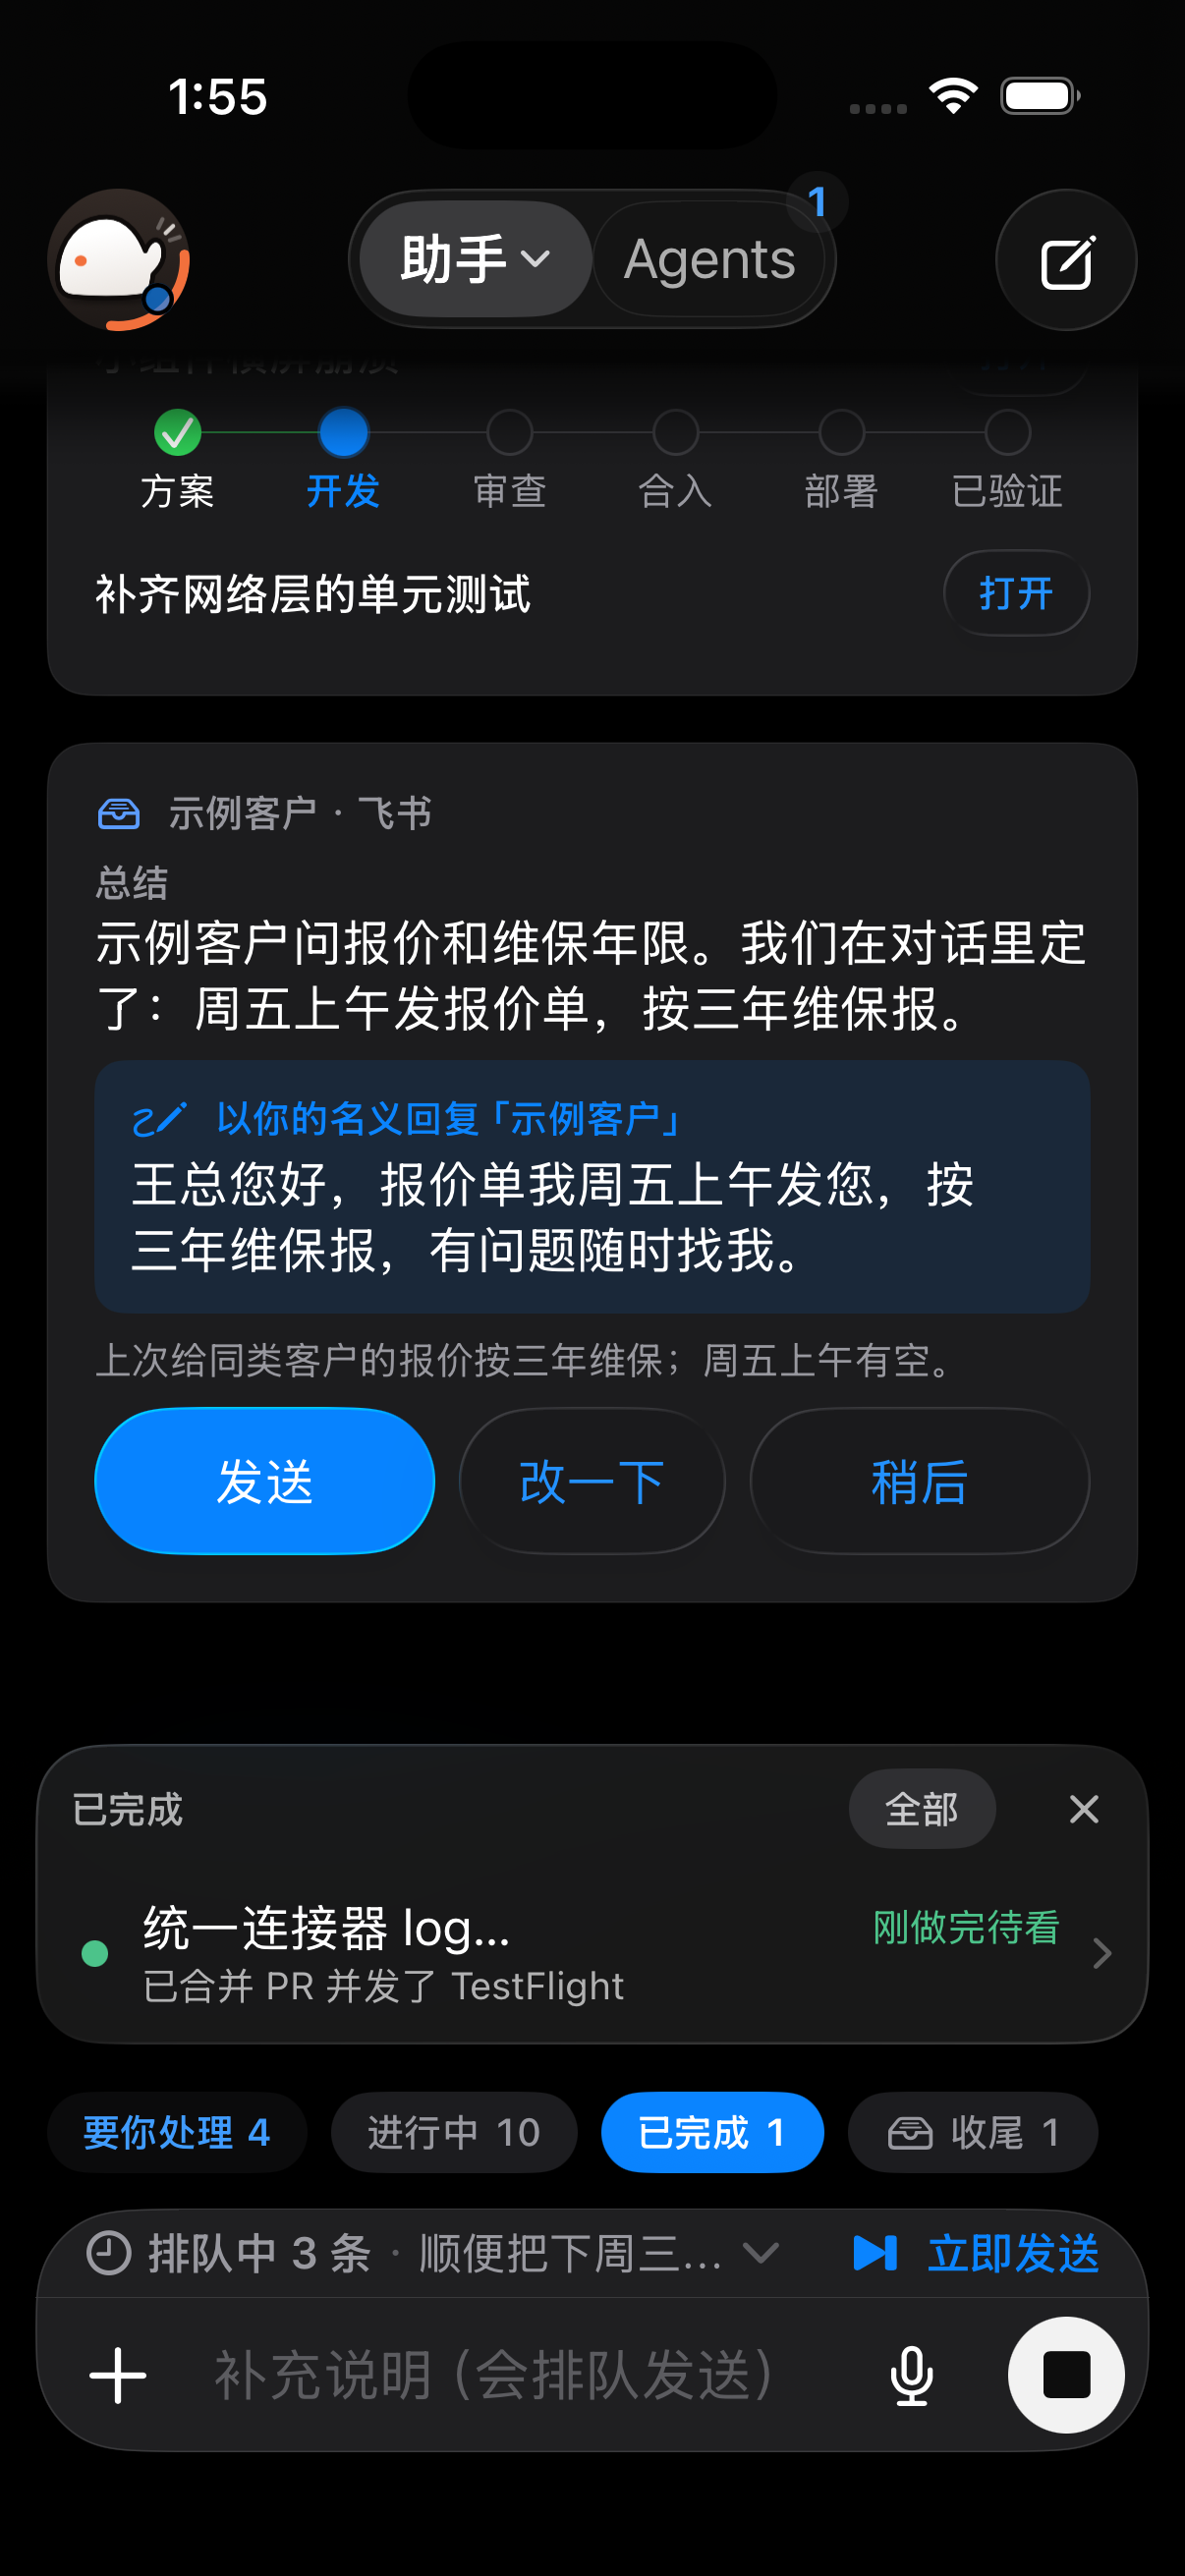 1:55
助手
Agents
1
方案
开发
审查
合入
部署
已验证
补齐网络层的单元测试
打开
示例客户 · 飞书
总结
示例客户问报价和维保年限。我们在对话里定
了：周五上午发报价单，按三年维保报。
以你的名义回复「示例客户」
王总您好，报价单我周五上午发您，按
三年维保报，有问题随时找我。
上次给同类客户的报价按三年维保；周五上午有空。
发送
改一下
稍后
已完成
全部
统一连接器 log...
刚做完待看
已合并 PR 并发了 TestFlight
要你处理 4
进行中 10
已完成 1
收尾 1
排队中 3 条 · 顺便把下周三...
立即发送
补充说明（会排队发送）